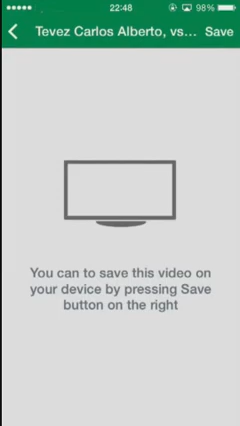 22:48 98%
Tevez Carlos Alberto, vs... Save
You can to save this video on
your device by pressing Save
button on the right